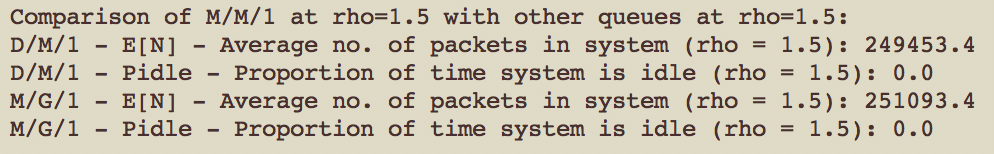 Comparison of M/M/1 at rho=1.5 with other queues at rho=1.5:
D/M/1 - E[N] - Average no. of packets in system (rho = 1.5): 249453.4
D/M/1 - Pidle - Proportion of time system is idle (rho = 1.5): 0.0
M/G/1 - E[N] - Average no. of packets in system (rho = 1.5): 251093.4
M/G/1 - Pidle - Proportion of time system is idle (rho = 1.5): 0.0